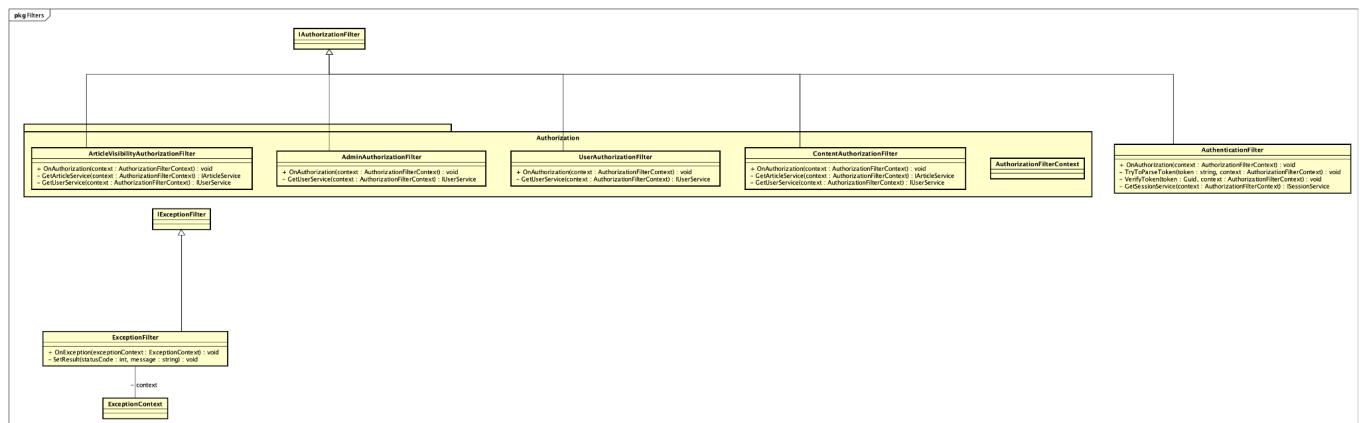 pkg Filters
IAuthorizationFilter
Authorization
ArticleVisibilityAuthorizationFilter
+ OnAuthorization(context : AuthorizationFilterContext) : void
- GetArticleService(context : AuthorizationFilterContext) : IArticleService
- GetUserService(context : AuthorizationFilterContext) : IUserService
AdminAuthorizationFilter
+ OnAuthorization(context : AuthorizationFilterContext) : void
- GetUserService(context : AuthorizationFilterContext) : IUserService
UserAuthorizationFilter
+ OnAuthorization(context : AuthorizationFilterContext) : void
- GetUserService(context : AuthorizationFilterContext) : IUserService
ContentAuthorizationFilter
+ OnAuthorization(context : AuthorizationFilterContext) : void
- GetArticleService(context : AuthorizationFilterContext) : IArticleService
- GetUserService(context : AuthorizationFilterContext) : IUserService
AuthorizationFilterContext
AuthenticationFilter
+ OnAuthorization(context : AuthorizationFilterContext) : void
- TryToParseToken(token : string, context : AuthorizationFilterContext) : void
- VerifyToken(token : Guid, context : AuthorizationFilterContext) : void
- GetSessionService(context : AuthorizationFilterContext) : ISessionService
IExceptionFilter
ExceptionFilter
+ OnException(exceptionContext : ExceptionContext) : void
- SetResult(statusCode : int, message : string) : void
- context
ExceptionContext